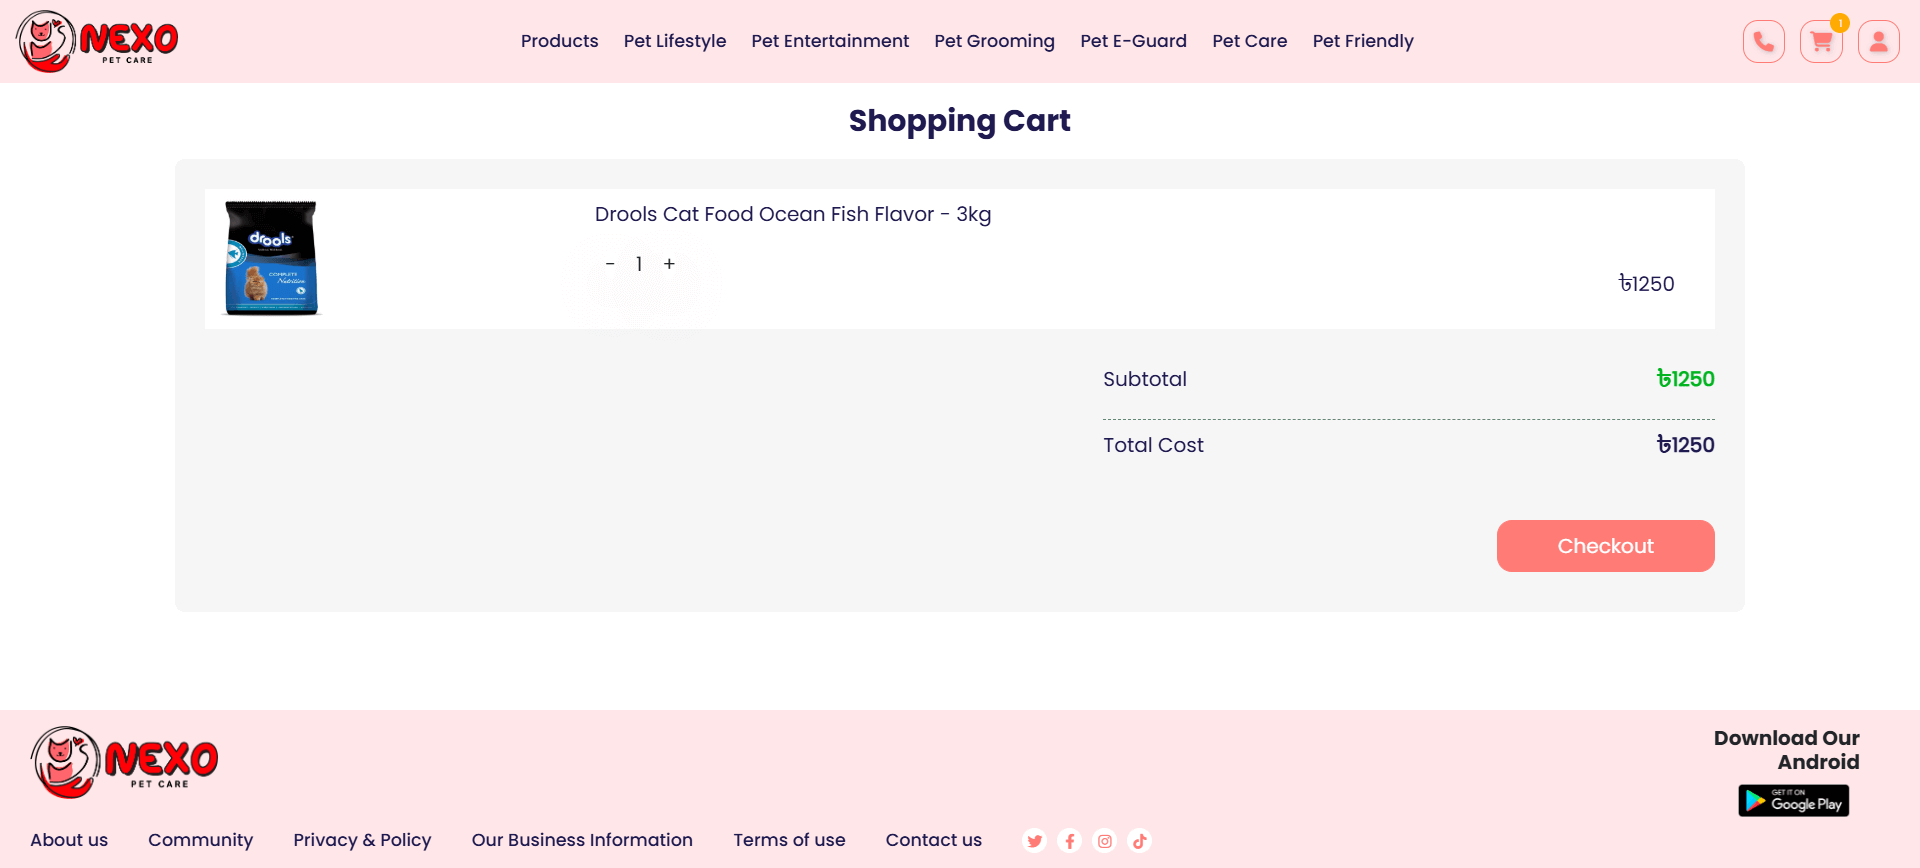 NEXO
PET CARE
Products Pet Lifestyle Pet Entertainment Pet Grooming Pet E-Guard Pet Care Pet Friendly
1
Shopping Cart
drools
COMPLETE
Nutrition
Drools Cat Food Ocean Fish Flavor - 3kg
- 1 +
৳1250
Subtotal ৳1250
Total Cost ৳1250
Checkout
NEXO
PET CARE
Download Our
Android
GET IT ON
Google Play
About us Community Privacy & Policy Our Business Information Terms of use Contact us